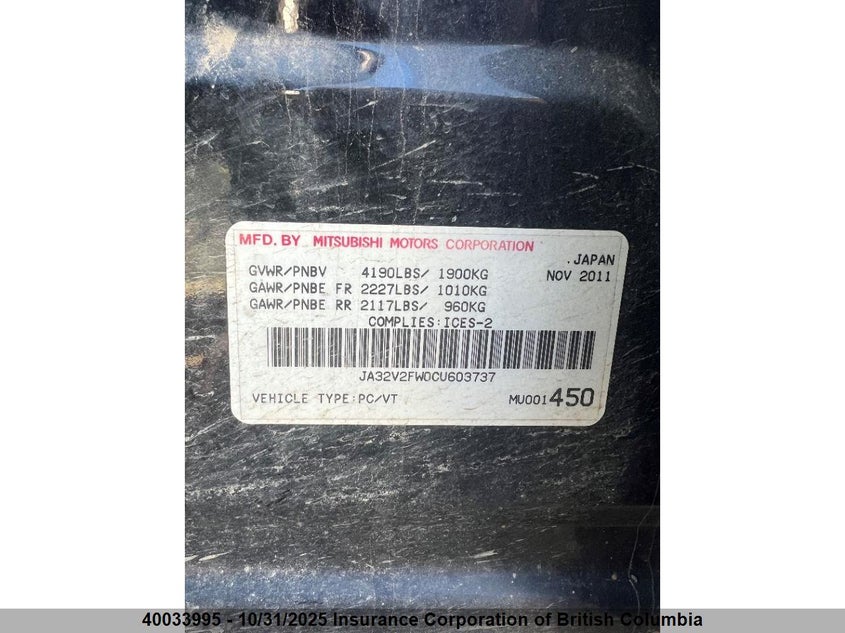 MFD. BY MITSUBISHI MOTORS CORPORATION
.JAPAN
GVWR/PNBV 4190LBS/ 1900KG NOV 2011
GAWR/PNBE FR 2227LBS/ 1010KG
GAWR/PNBE RR 2117LBS/ 960KG
COMPLIES:ICES-2
JA32V2FW0CU603737
VEHICLE TYPE:PC/VT MU001450
40033995 - 10/31/2025 Insurance Corporation of British Columbia